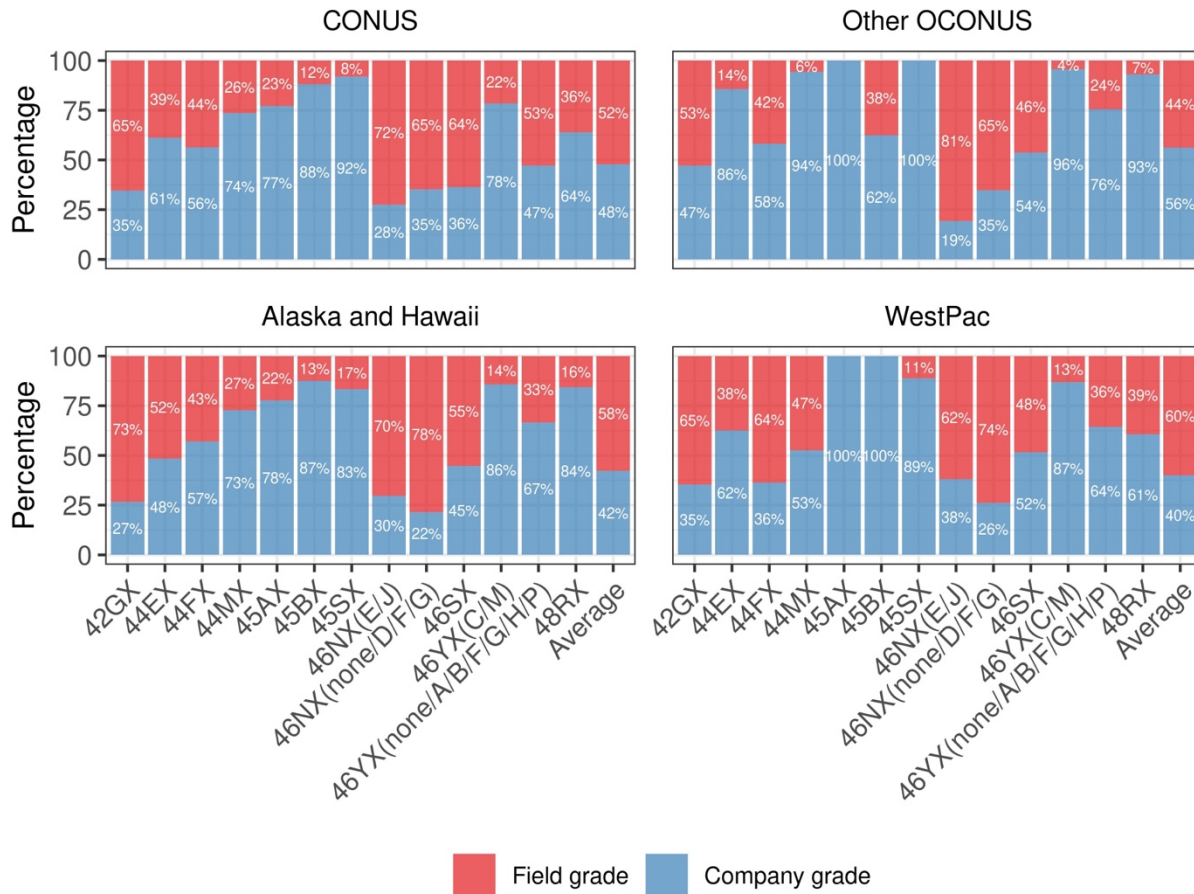 CONUS
Other OCONUS
Percentage
100
75
50
25
0
65% 39% 44% 26% 23% 12% 8% 72% 65% 64% 22% 53% 36% 52%
35% 61% 56% 74% 77% 88% 92% 28% 35% 36% 78% 47% 64% 48%
53% 14% 42% 6% 38% 81% 65% 46% 4% 24% 7% 44%
47% 86% 58% 94% 100% 62% 100% 19% 35% 54% 96% 76% 93% 56%
Alaska and Hawaii
WestPac
Percentage
100
75
50
25
0
73% 52% 43% 27% 22% 13% 17% 70% 78% 55% 14% 33% 16% 58%
27% 48% 57% 73% 78% 87% 83% 30% 22% 45% 86% 67% 84% 42%
65% 38% 64% 47% 11% 62% 74% 48% 13% 36% 39% 60%
35% 62% 36% 53% 100% 100% 89% 38% 26% 52% 87% 64% 61% 40%
42GX
44EX
44FX
44MX
45AX
45BX
45SX
46NX(E/J)
46NX(none/D/F/G)
46SX
46YX(C/M)
46YX(none/A/B/F/G/H/P)
48RX
Average
42GX
44EX
44FX
44MX
45AX
45BX
45SX
46NX(E/J)
46NX(none/D/F/G)
46SX
46YX(C/M)
46YX(none/A/B/F/G/H/P)
48RX
Average
Field grade
Company grade